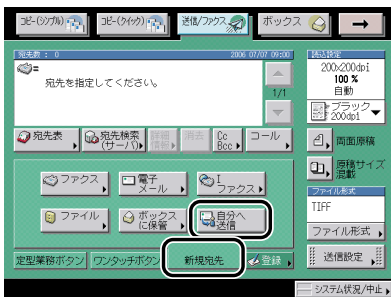 コピー(シンプル)
コピー(クイック)
送信/ファクス
ボックス
宛先数 : 0
2006 07/07 09:00
宛先を指定してください。
1/1
宛先表
宛先検索
(サーバ)
詳細
情報
消去
Cc
Bcc
コール
ファクス
電子
メール
I
ファクス
ファイル
ボックス
に保管
自分へ
送信
定型業務ボタン
ワンタッチボタン
新規宛先
登録
読込設定
200x200dpi
100 %
自動
ブラック
200dpi
両面原稿
原稿サイズ
混載
ファイル形式
TIFF
ファイル形式
送信設定
システム状況/中止